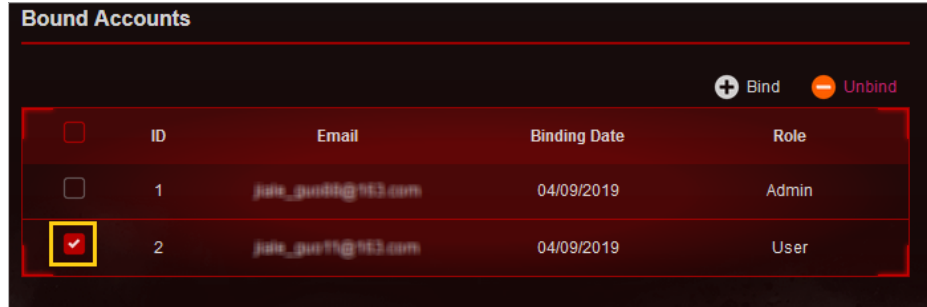 Bound Accounts
Bind Unbind
ID Email Binding Date Role
1 04/09/2019 Admin
2 04/09/2019 User